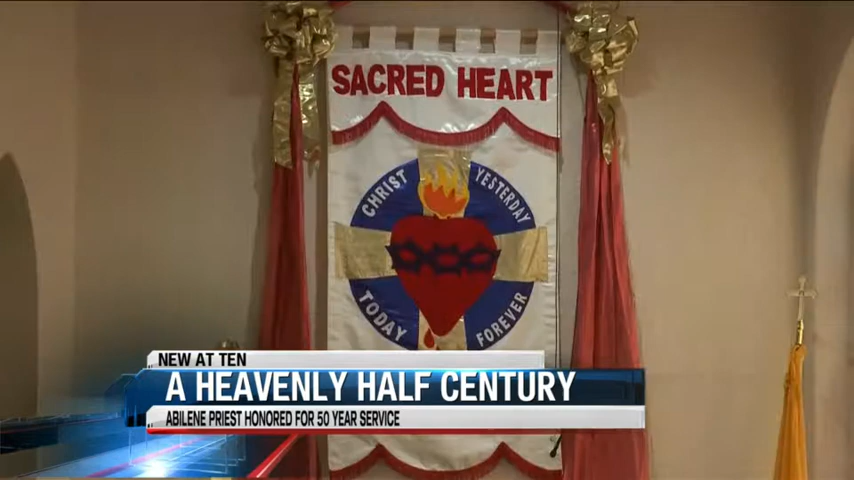 SACRED HEART
CHRIST
YESTERDAY
TODAY
FOREVER
NEW AT TEN
A HEAVENLY HALF CENTURY
ABILENE PRIEST HONORED FOR 50 YEAR SERVICE